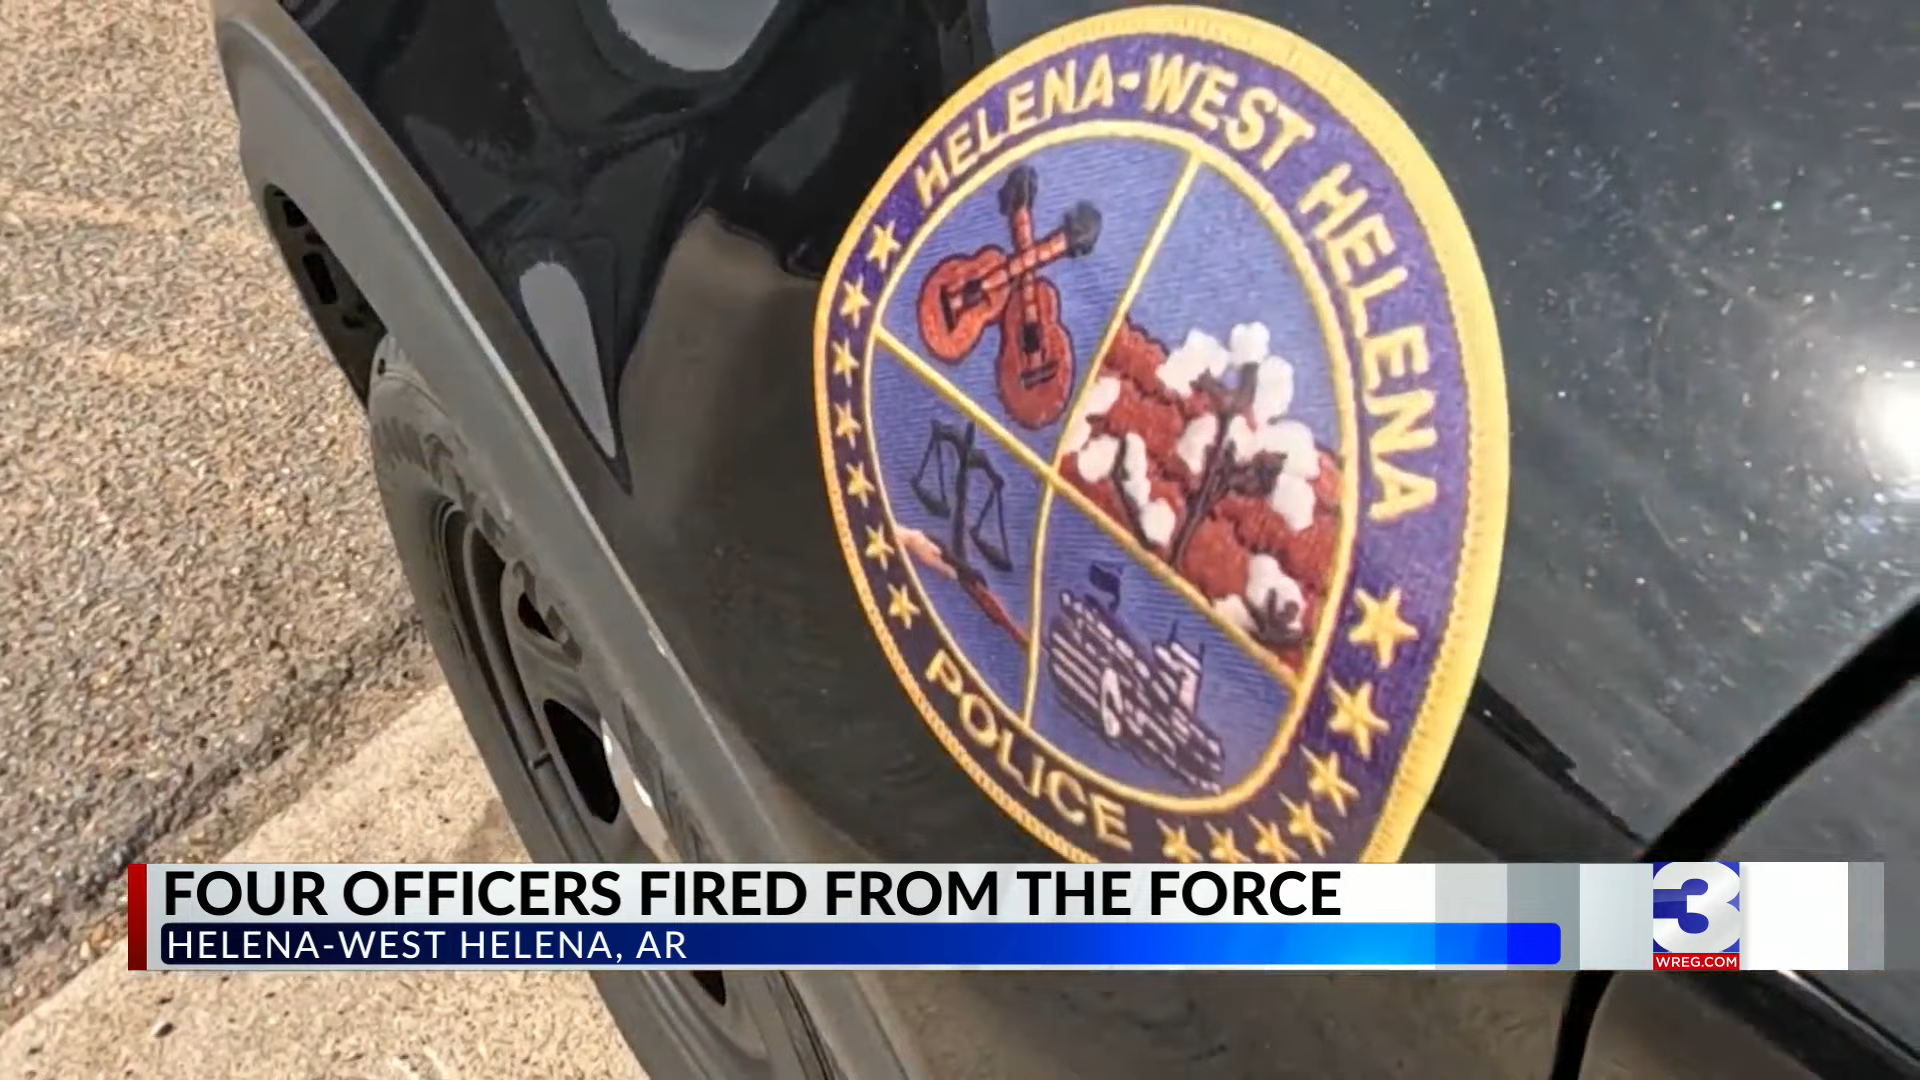 HELENA-WEST HELENA
POLICE
FOUR OFFICERS FIRED FROM THE FORCE
HELENA-WEST HELENA, AR
3
WREG.COM